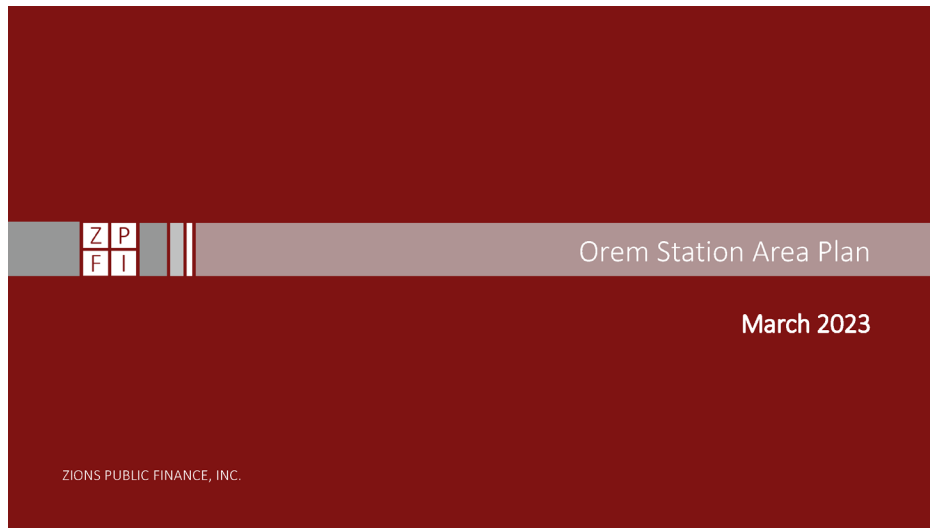 Z P
F I
Orem Station Area Plan
March 2023
ZIONS PUBLIC FINANCE, INC.